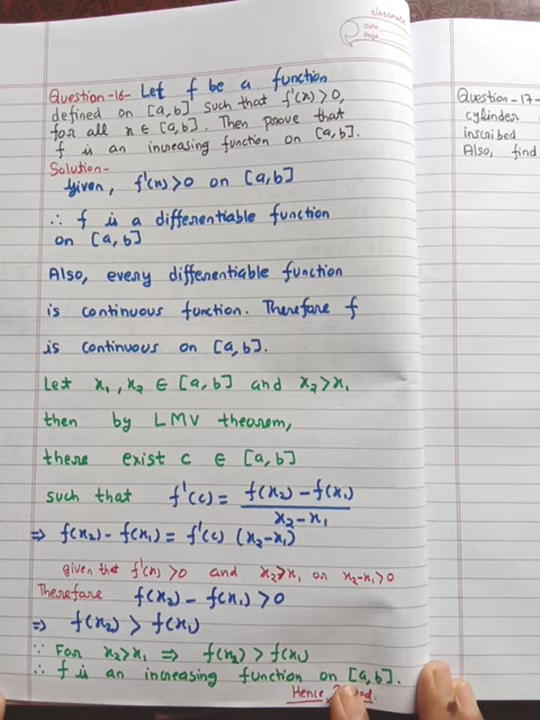 classmate
Date
Page
Question-16- Let f be a function
defined on [a,b] Such that f'(x) > 0,
for all x ∈ [a,b]. Then prove that
f is an increasing function on [a,b].
Solution-
Given, f'(x) > 0 on [a,b]
∴ f is a differentiable function
on [a,b]
Also, every differentiable function
is continuous function. Therefore f
is continuous on [a,b].
Let x₁, x₂ ∈ [a,b] and x₂ > x₁
then by LMV theorem,
there exist c ∈ [a,b]
such that f'(c) = f(x₂) - f(x₁) / x₂ - x₁
⇒ f(x₂) - f(x₁) = f'(c) (x₂-x₁)
given that f'(x) > 0 and x₂ > x₁ or x₂-x₁ > 0
Therefore f(x₂) - f(x₁) > 0
⇒ f(x₂) > f(x₁)
∵ For x₂ > x₁ ⇒ f(x₂) > f(x₁)
∴ f is an increasing function on [a,b].
Hence
Question-17-
cylinder
inscribed
Also, find